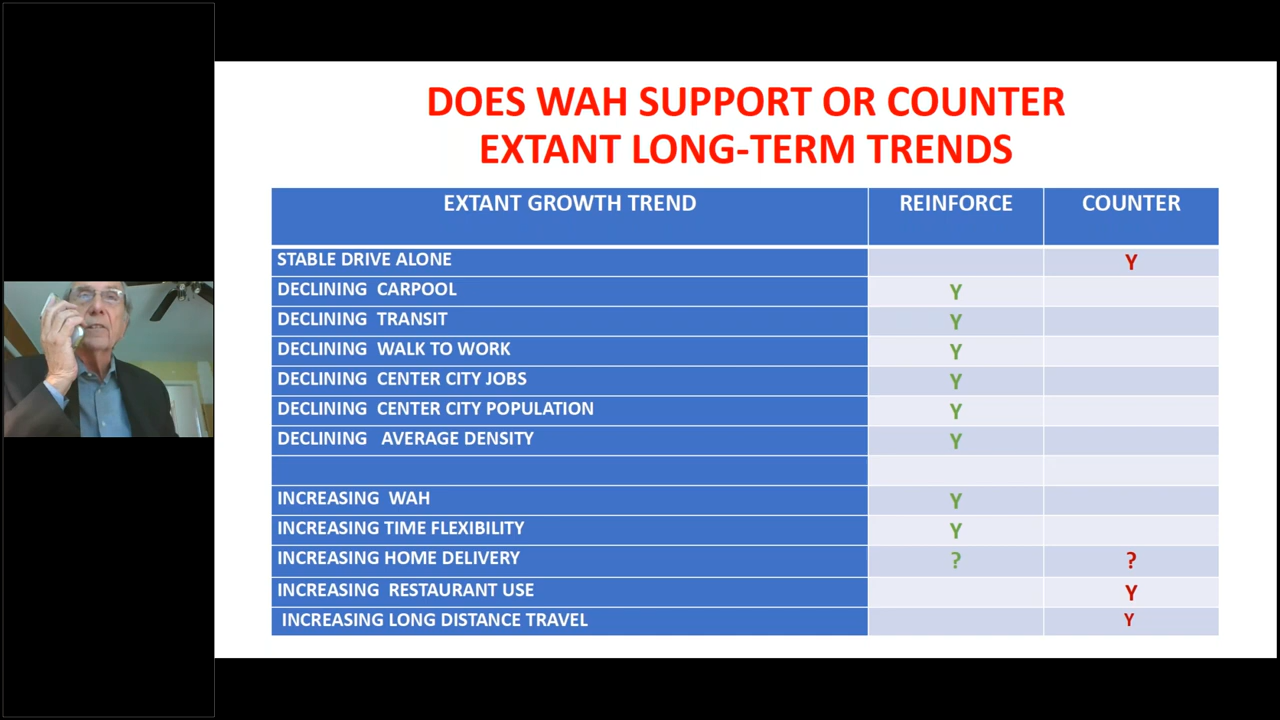 DOES WAH SUPPORT OR COUNTER
EXTANT LONG-TERM TRENDS
EXTANT GROWTH TREND REINFORCE COUNTER
STABLE DRIVE ALONE Y
DECLINING CARPOOL Y
DECLINING TRANSIT Y
DECLINING WALK TO WORK Y
DECLINING CENTER CITY JOBS Y
DECLINING CENTER CITY POPULATION Y
DECLINING AVERAGE DENSITY Y
INCREASING WAH Y
INCREASING TIME FLEXIBILITY Y
INCREASING HOME DELIVERY ? ?
INCREASING RESTAURANT USE Y
INCREASING LONG DISTANCE TRAVEL Y